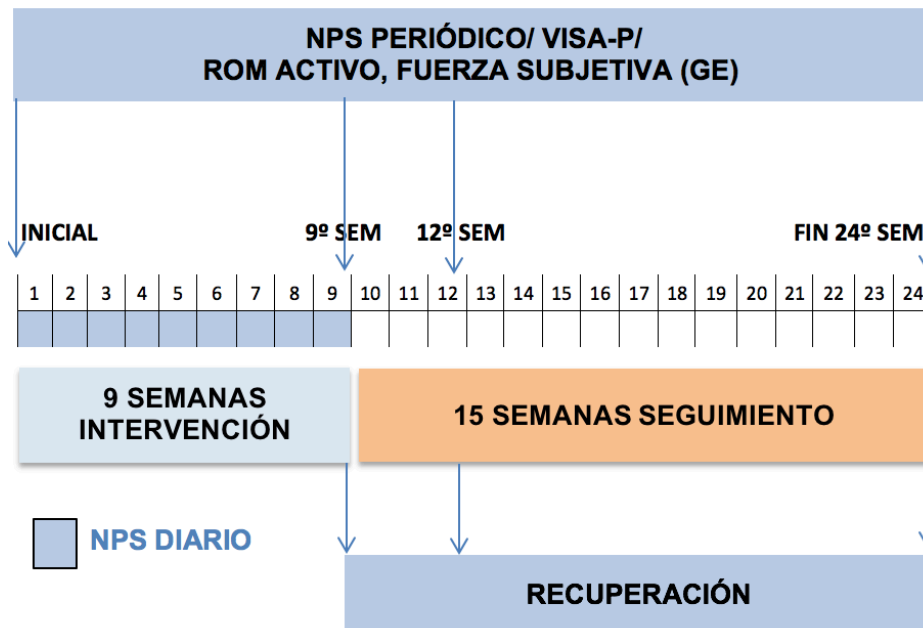 NPS PERIÓDICO/ VISA-P/
ROM ACTIVO, FUERZA SUBJETIVA (GE)
INICIAL 9º SEM 12º SEM FIN 24º SEM
1 2 3 4 5 6 7 8 9 10 11 12 13 14 15 16 17 18 19 20 21 22 23 24
9 SEMANAS
INTERVENCIÓN
15 SEMANAS SEGUIMIENTO
NPS DIARIO
RECUPERACIÓN